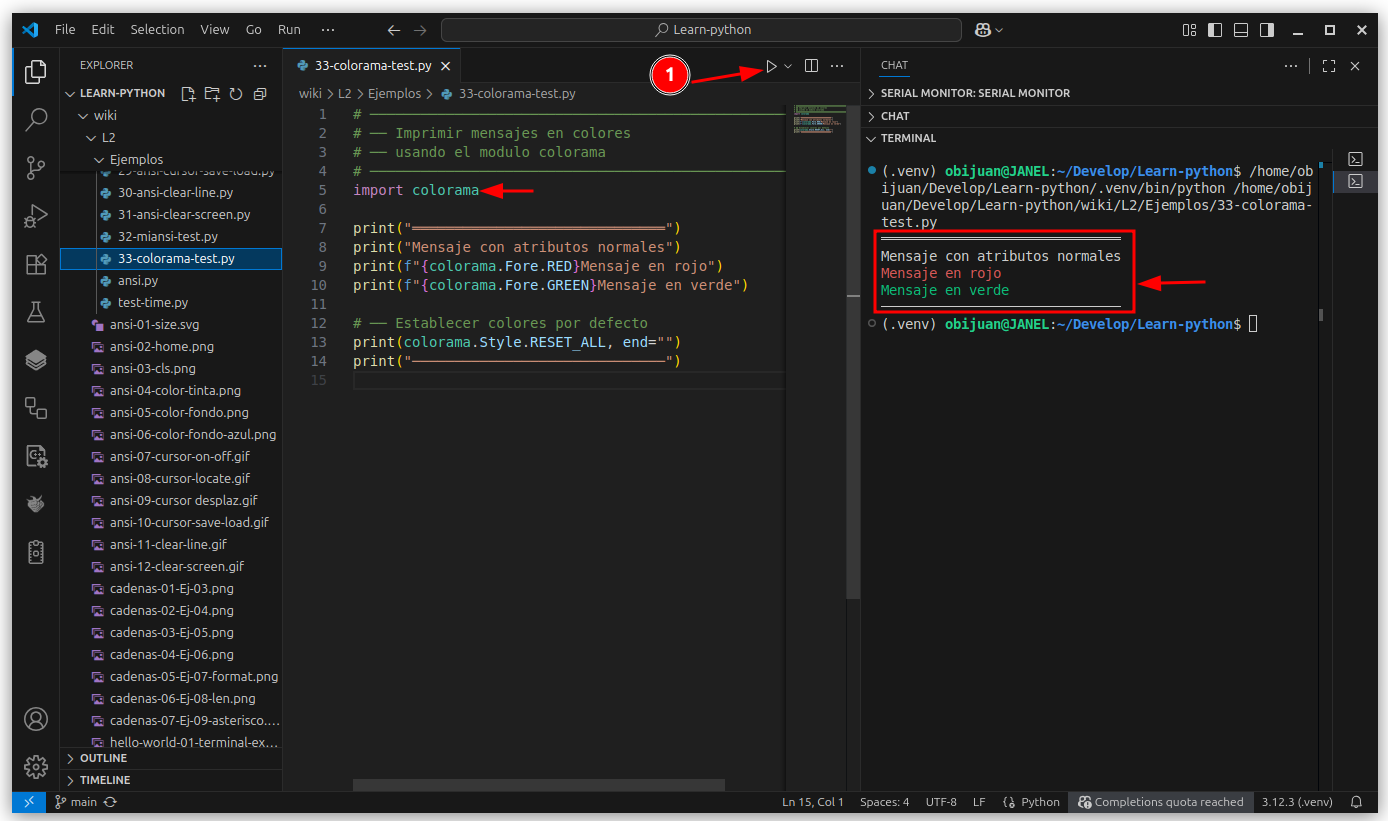 File Edit Selection View Go Run ···
Learn-python
EXPLORER ···
LEARN-PYTHON
wiki
L2
Ejemplos
29-ansi-cursor-save-load.py
30-ansi-clear-line.py
31-ansi-clear-screen.py
32-miansi-test.py
33-colorama-test.py
ansi.py
test-time.py
ansi-01-size.svg
ansi-02-home.png
ansi-03-cls.png
ansi-04-color-tinta.png
ansi-05-color-fondo.png
ansi-06-color-fondo-azul.png
ansi-07-cursor-on-off.gif
ansi-08-cursor-locate.gif
ansi-09-cursor desplaz.gif
ansi-10-cursor-save-load.gif
ansi-11-clear-line.gif
ansi-12-clear-screen.gif
cadenas-01-Ej-03.png
cadenas-02-Ej-04.png
cadenas-03-Ej-05.png
cadenas-04-Ej-06.png
cadenas-05-Ej-07-format.png
cadenas-06-Ej-08-len.png
cadenas-07-Ej-09-asterisco....
hello-world-01-terminal-ex...
OUTLINE
TIMELINE
33-colorama-test.py
1
wiki > L2 > Ejemplos > 33-colorama-test.py
1 # ──────────────────────────────────────────────────
2 # ── Imprimir mensajes en colores
3 # ── usando el modulo colorama
4 # ──────────────────────────────────────────────────
5 import colorama
6
7 print("══════════════════════════════")
8 print("Mensaje con atributos normales")
9 print(f"{colorama.Fore.RED}Mensaje en rojo")
10 print(f"{colorama.Fore.GREEN}Mensaje en verde")
11
12 # ── Establecer colores por defecto
13 print(colorama.Style.RESET_ALL, end="")
14 print("──────────────────────────────")
15
CHAT
SERIAL MONITOR: SERIAL MONITOR
CHAT
TERMINAL
(.venv) obijuan@JANEL:~/Develop/Learn-python$ /home/ob
ijuan/Develop/Learn-python/.venv/bin/python /home/obij
uan/Develop/Learn-python/wiki/L2/Ejemplos/33-colorama-
test.py
══════════════════════════════
Mensaje con atributos normales
Mensaje en rojo
Mensaje en verde
──────────────────────────────
(.venv) obijuan@JANEL:~/Develop/Learn-python$
main
Ln 15, Col 1 Spaces: 4 UTF-8 LF {} Python Completions quota reached 3.12.3 (.venv)